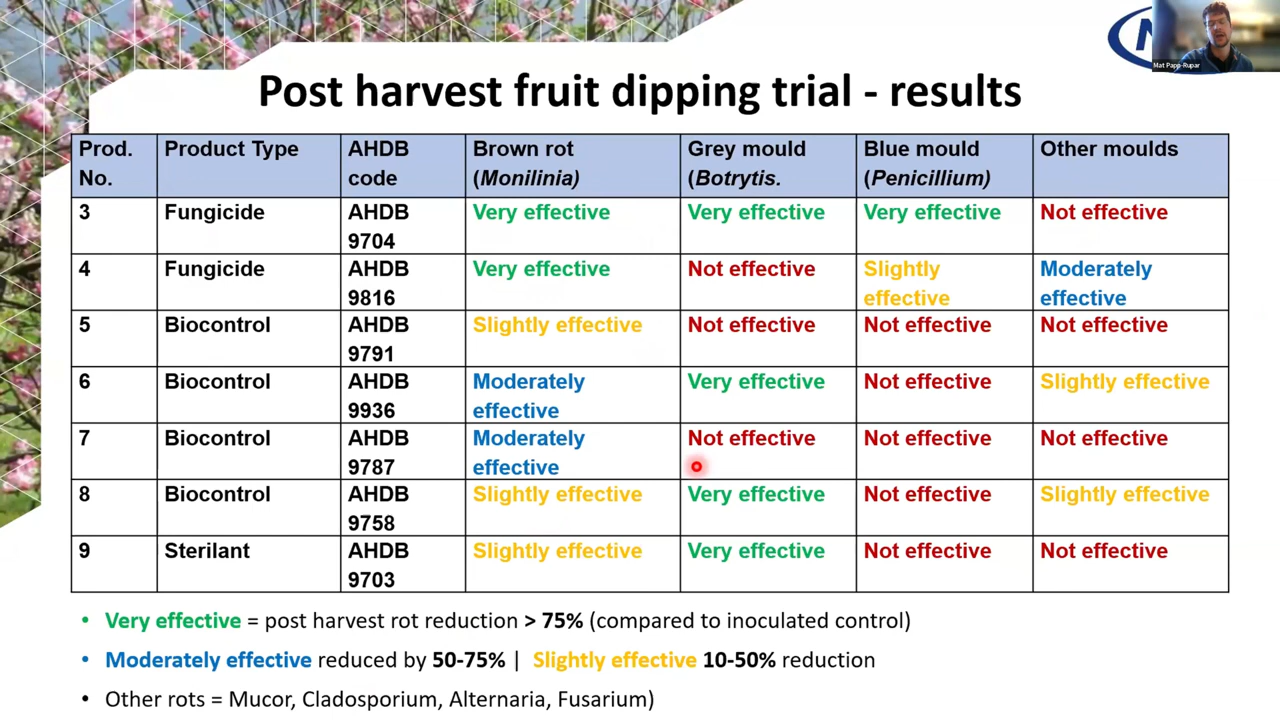 Mat Papp-Rupar
Post harvest fruit dipping trial - results
Prod. No. Product Type AHDB code Brown rot (Monilinia) Grey mould (Botrytis. Blue mould (Penicillium) Other moulds
3 Fungicide AHDB 9704 Very effective Very effective Very effective Not effective
4 Fungicide AHDB 9816 Very effective Not effective Slightly effective Moderately effective
5 Biocontrol AHDB 9791 Slightly effective Not effective Not effective Not effective
6 Biocontrol AHDB 9936 Moderately effective Very effective Not effective Slightly effective
7 Biocontrol AHDB 9787 Moderately effective Not effective Not effective Not effective
8 Biocontrol AHDB 9758 Slightly effective Very effective Not effective Slightly effective
9 Sterilant AHDB 9703 Slightly effective Very effective Not effective Not effective
• Very effective = post harvest rot reduction > 75% (compared to inoculated control)
• Moderately effective reduced by 50-75% | Slightly effective 10-50% reduction
• Other rots = Mucor, Cladosporium, Alternaria, Fusarium)